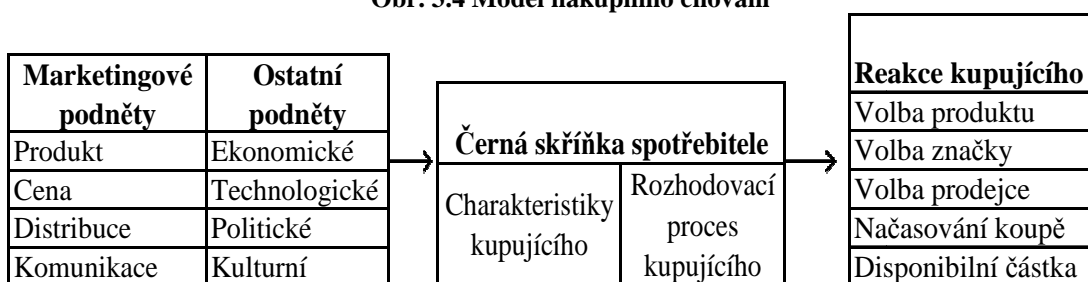 Obr. 3.4 Model nákupního chování
Marketingové podněty
Ostatní podněty
Produkt
Ekonomické
Cena
Technologické
Distribuce
Politické
Komunikace
Kulturní
Černá skříňka spotřebitele
Charakteristiky
kupujícího
Rozhodovací
proces
kupujícího
Reakce kupujícího
Volba produktu
Volba značky
Volba prodejce
Načasování koupě
Disponibilní částka